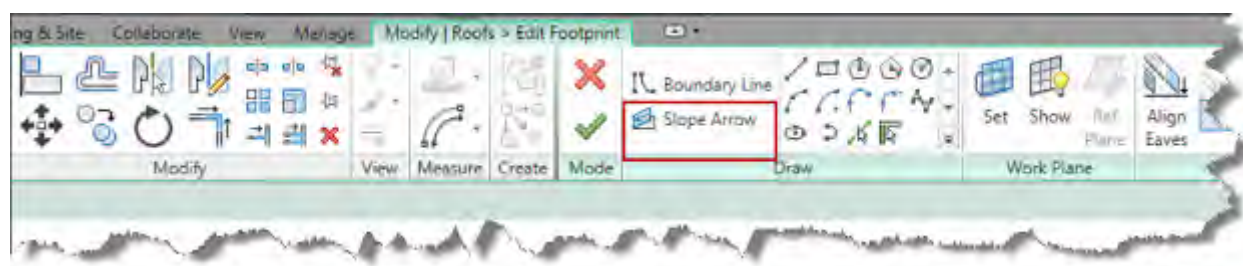 ng & Site Collaborate View Manage Modify | Roofs > Edit Footprint
Boundary Line
Slope Arrow
Set Show Ref Plane Align Eaves
Modify View Measure Create Mode Draw Work Plane